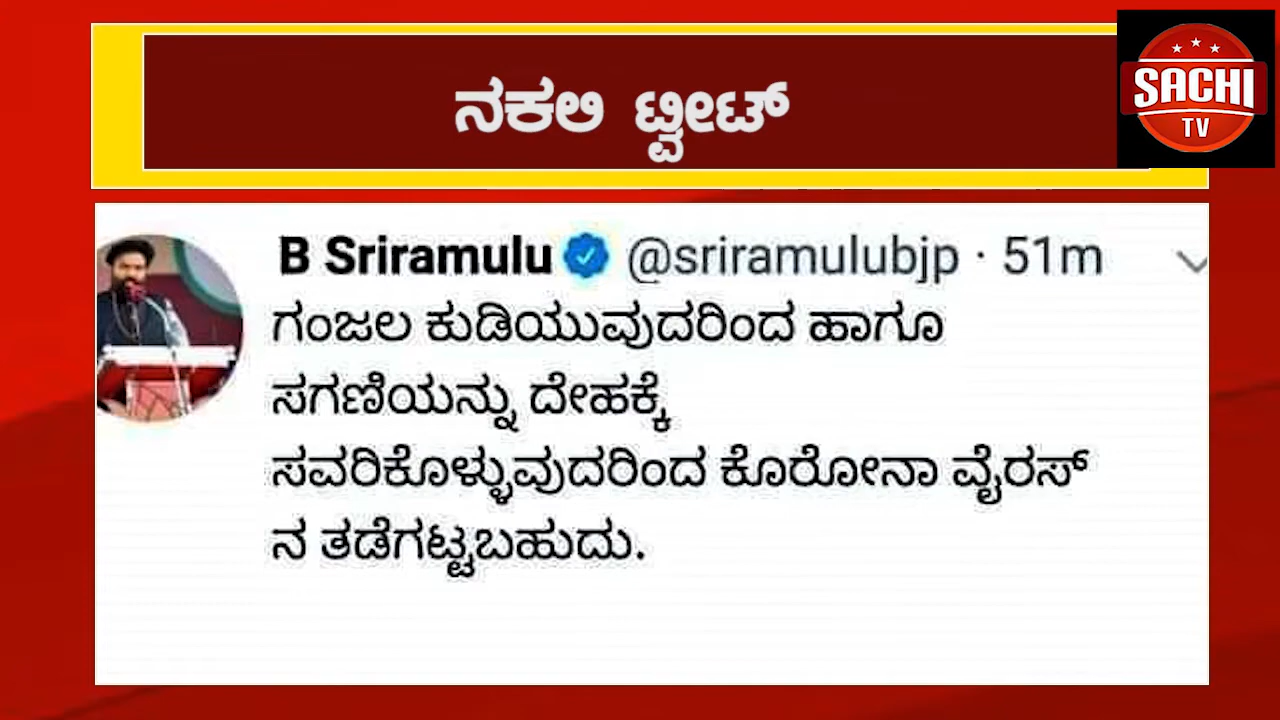 SACHI
TV
ನಕಲಿ ಟ್ವೀಟ್
B Sriramulu @sriramulubjp · 51m
ಗಂಜಲ ಕುಡಿಯುವುದರಿಂದ ಹಾಗೂ
ಸಗಣಿಯನ್ನು ದೇಹಕ್ಕೆ
ಸವರಿಕೊಳ್ಳುವುದರಿಂದ ಕೊರೋನಾ ವೈರಸ್
ನ ತಡೆಗಟ್ಟಬಹುದು.